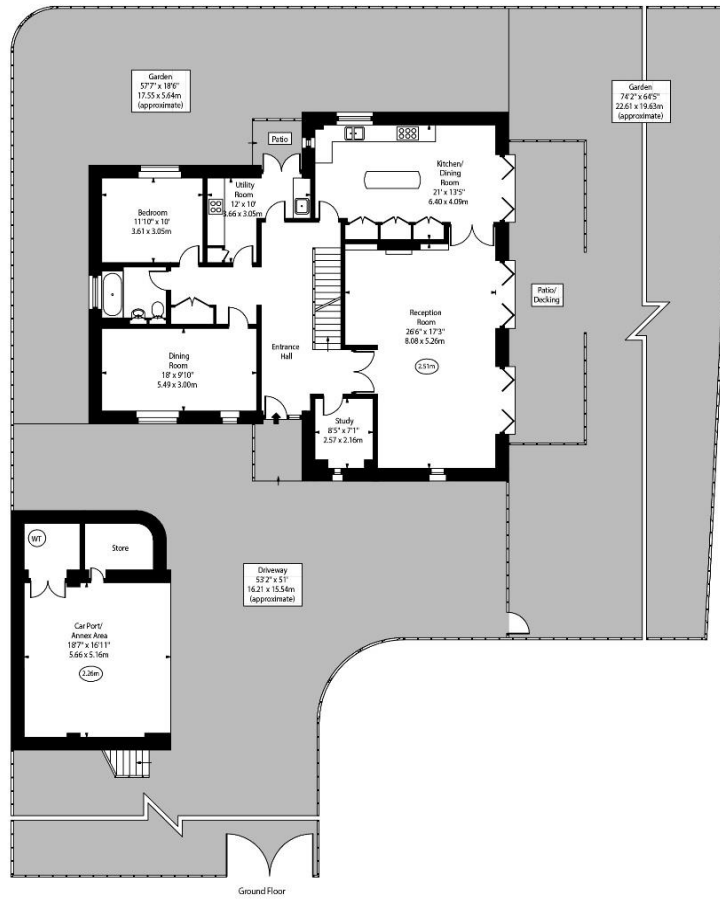 Garden
57'7" x 18'6"
17.55 x 5.64m
(approximate)
Garden
74'2" x 64'5"
22.61 x 19.63m
(approximate)
Patio
Kitchen/
Dining
Room
21' x 13'5"
6.40 x 4.09m
Utility
Room
12' x 10'
3.66 x 3.05m
Bedroom
11'10" x 10'
3.61 x 3.05m
Patio/
Decking
Reception
Room
26'6" x 17'3"
8.08 x 5.26m
2.51m
Entrance
Hall
Dining
Room
18' x 9'10"
5.49 x 3.00m
Study
8'5" x 7'1"
2.57 x 2.16m
WT
Store
Driveway
53'2" x 51'
16.21 x 15.54m
(approximate)
Car Port/
Annex Area
18'7" x 16'11"
5.66 x 5.16m
2.26m
Ground Floor